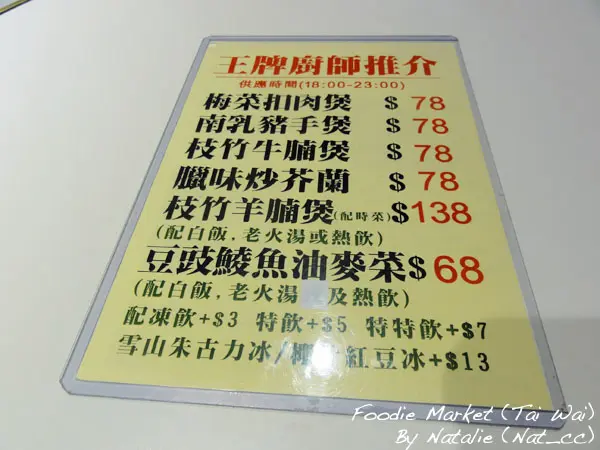 王牌廚師推介
供應時間(18:00-23:00)
梅菜扣肉煲 $ 78
南乳豬手煲 $ 78
枝竹牛腩煲 $ 78
臘味炒芥蘭 $ 78
枝竹羊腩煲(配時菜) $138
(配白飯,老火湯或熱飲)
豆豉鯪魚油麥菜 $ 68
(配白飯,老火湯 及熱飲)
配凍飲+$3 特飲+$5 特特飲+$7
雪山朱古力冰/椰 紅豆冰+$13
Foodie Market (Tai Wai)
By Natalie (Nat_cc)